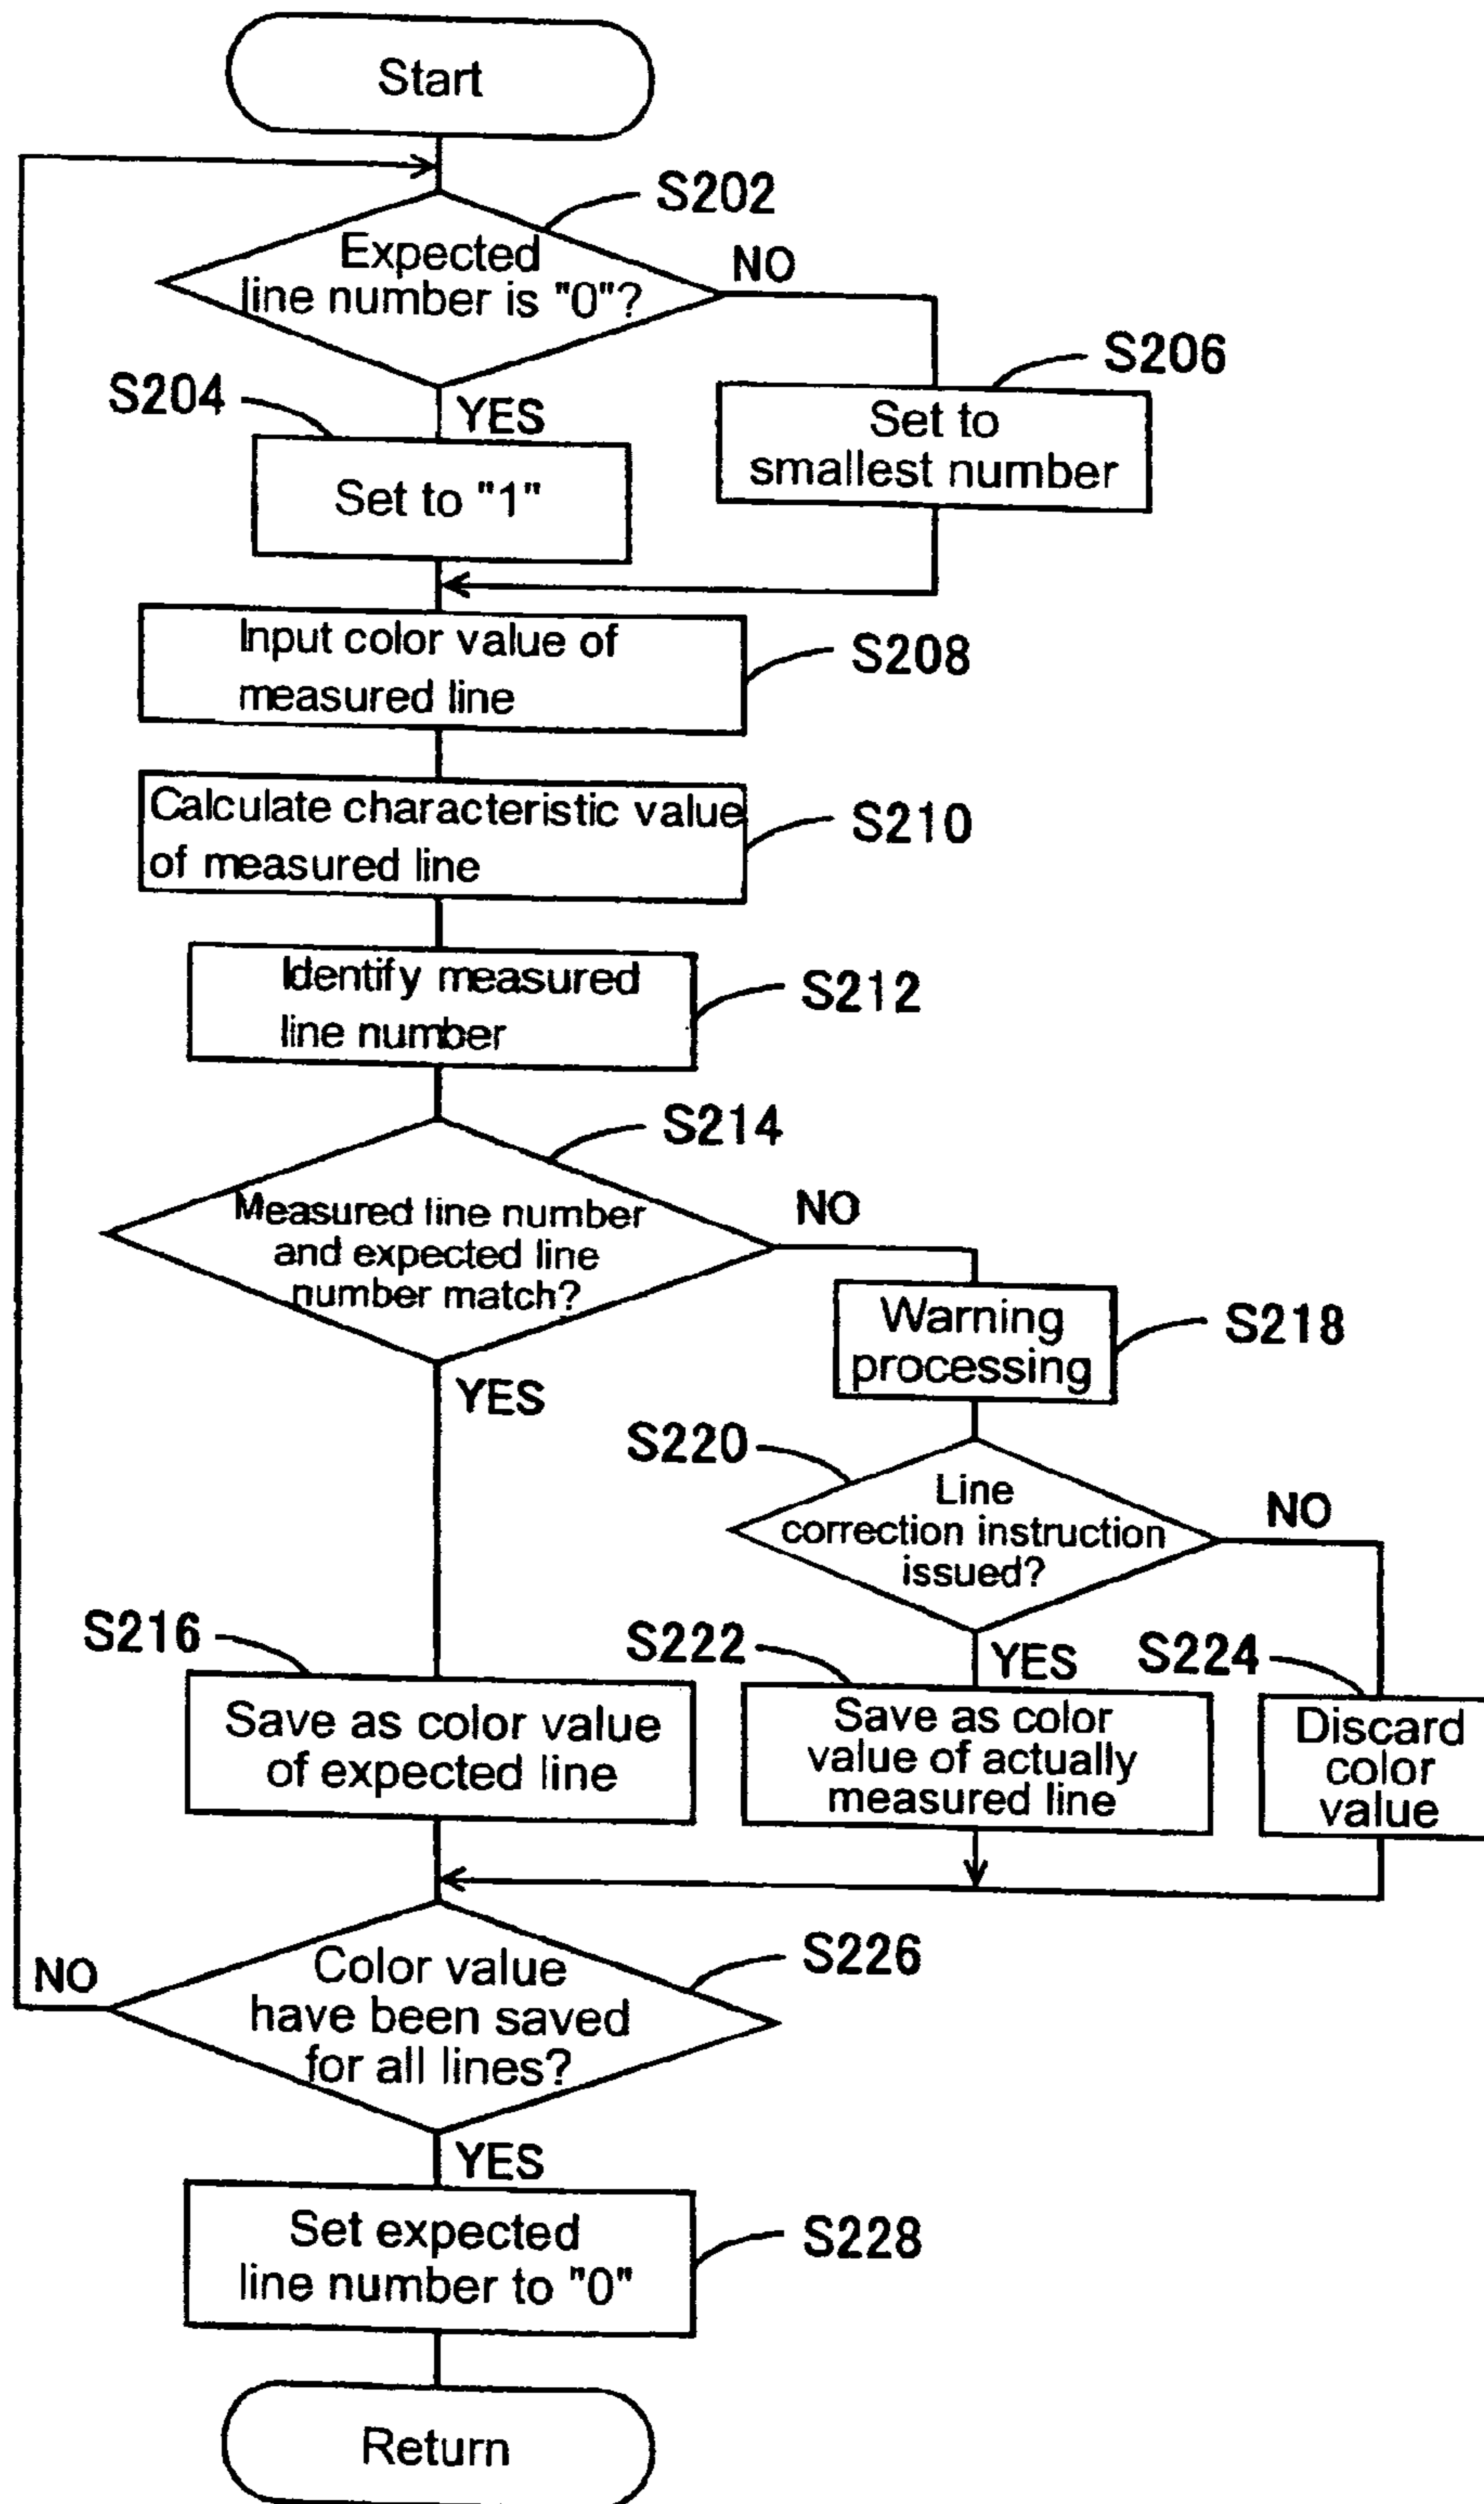 Start
S202
Expected
line number is "0"?
NO
S204
YES
S206
Set to "1"
Set to
smallest number
Input color value of
measured line
S208
Calculate characteristic value
of measured line
S210
Identify measured
line number
S212
S214
Measured line number
and expected line
number match?
NO
YES
Warning
processing
S218
S220
Line
correction instruction
issued?
NO
YES
S216
Save as color value
of expected line
S222
Save as color
value of actually
measured line
S224
Discard
color
value
S226
Color value
have been saved
for all lines?
NO
YES
Set expected
line number to "0"
S228
Return